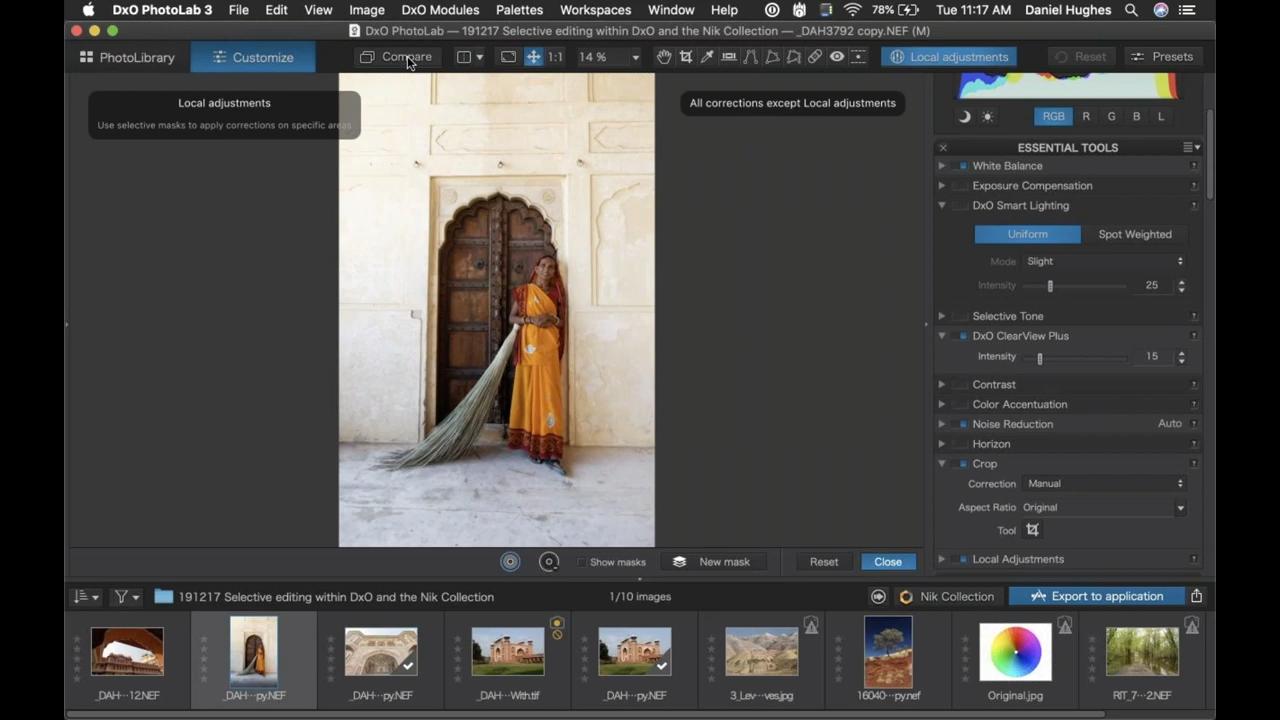 DxO PhotoLab 3 File Edit View Image DxO Modules Palettes Workspaces Window Help 78% Tue 11:17 AM Daniel Hughes
DxO PhotoLab — 191217 Selective editing within DxO and the Nik Collection — _DAH3792 copy.NEF (M)
PhotoLibrary Customize Compare 1:1 14 % Local adjustments Reset Presets
Local adjustments
Use selective masks to apply corrections on specific areas
All corrections except Local adjustments
RGB R G B L
ESSENTIAL TOOLS
White Balance ?
Exposure Compensation ?
DxO Smart Lighting ?
Uniform Spot Weighted
Mode Slight
Intensity 25
Selective Tone ?
DxO ClearView Plus ?
Intensity 15
Contrast ?
Color Accentuation ?
Noise Reduction Auto ?
Horizon ?
Crop ?
Correction Manual
Aspect Ratio Original
Tool
Local Adjustments ?
Show masks New mask Reset Close
191217 Selective editing within DxO and the Nik Collection 1/10 images Nik Collection Export to application
_DAH···12.NEF _DAH···py.NEF _DAH···py.NEF _DAH···With.tif _DAH···py.NEF 3_Lev···ves.jpg 16040···py.nef Original.jpg RIT_7···2.NEF